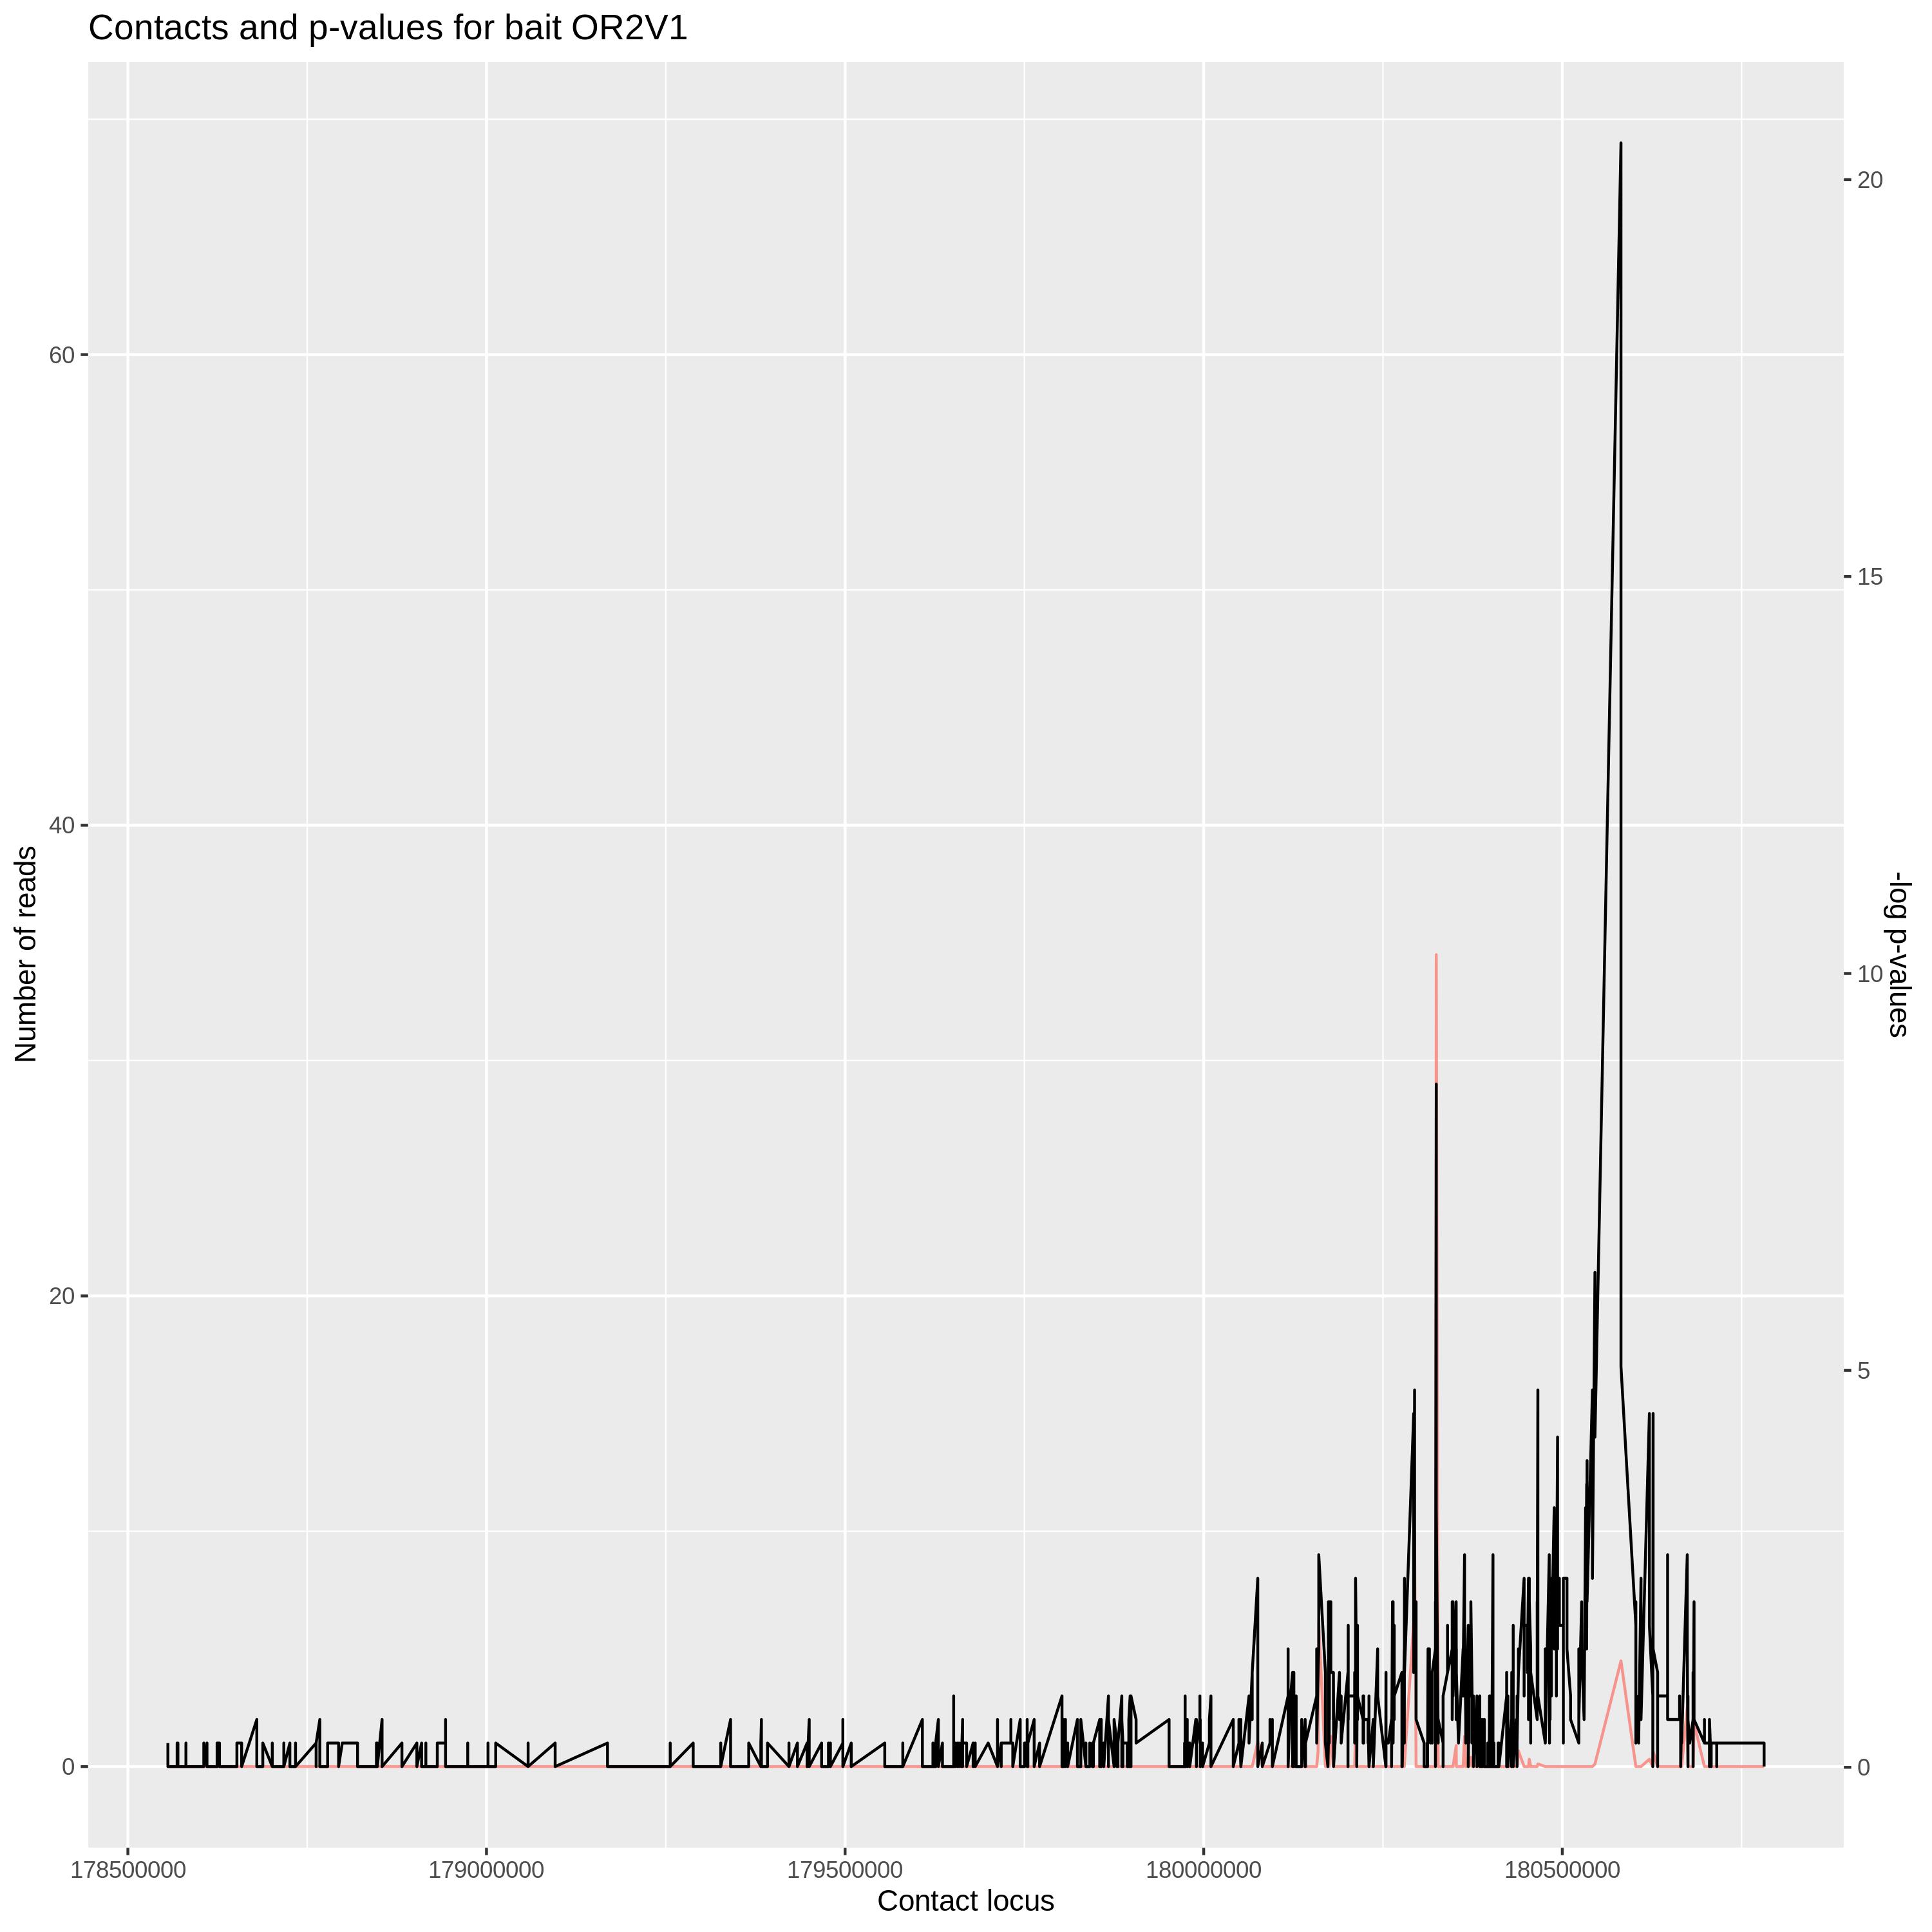 Contacts and p-values for bait OR2V1
60
40
20
0
Number of reads
20
15
10
5
0
-log p-values
178500000 179000000 179500000 180000000 180500000
Contact locus